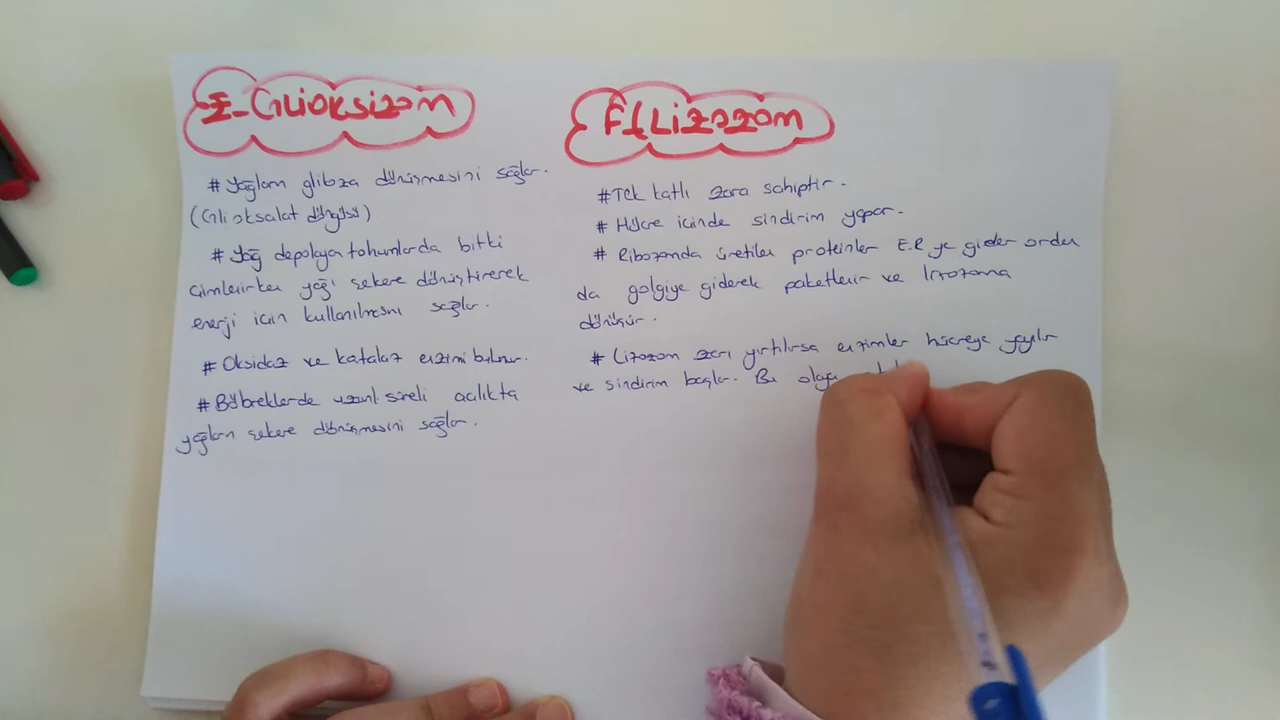 E-GLiOKSiZOM
# Yağların glikoza dönüşmesini sağlar.
(Glioksalat döngüsü)
# Yağ depolayan tohumlarda bitki
çimlenirken yağı şekere dönüştürerek
enerji için kullanılmasını sağlar.
# Oksidaz ve katalaz enzimi bulunur.
# Böbreklerde uzun süreli açlıkta
yağların şekere dönüşmesini sağlar.
F LiZOZOM
# Tek katlı zara sahiptir.
# Hücre içinde sindirim yapar.
# Ribozomda üretilen proteinler E.R ye gider ordan
da golgiye giderek paketlenir ve lizozoma
dönüşür.
# Lizozom zarı yırtılırsa enzimler hücreye yayılır
ve sindirim başlar. Bu olaya